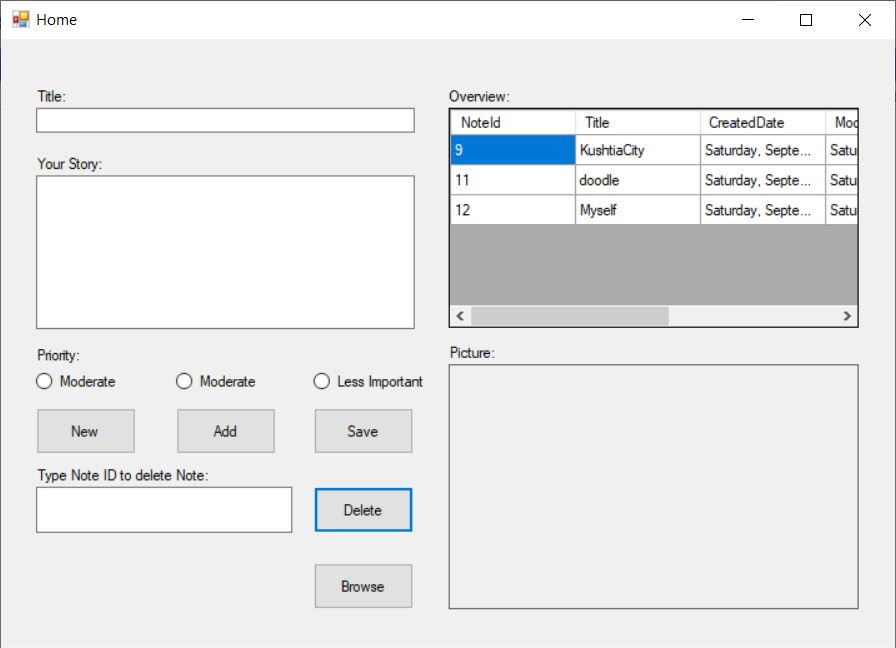 Home
Title:
Your Story:
Priority:
Moderate Moderate Less Important
New Add Save
Type Note ID to delete Note:
Delete
Browse
Overview:
NoteId Title CreatedDate Moc
9 KushtiaCity Saturday, Septe... Satu
11 doodle Saturday, Septe... Satu
12 Myself Saturday, Septe... Satu
Picture: